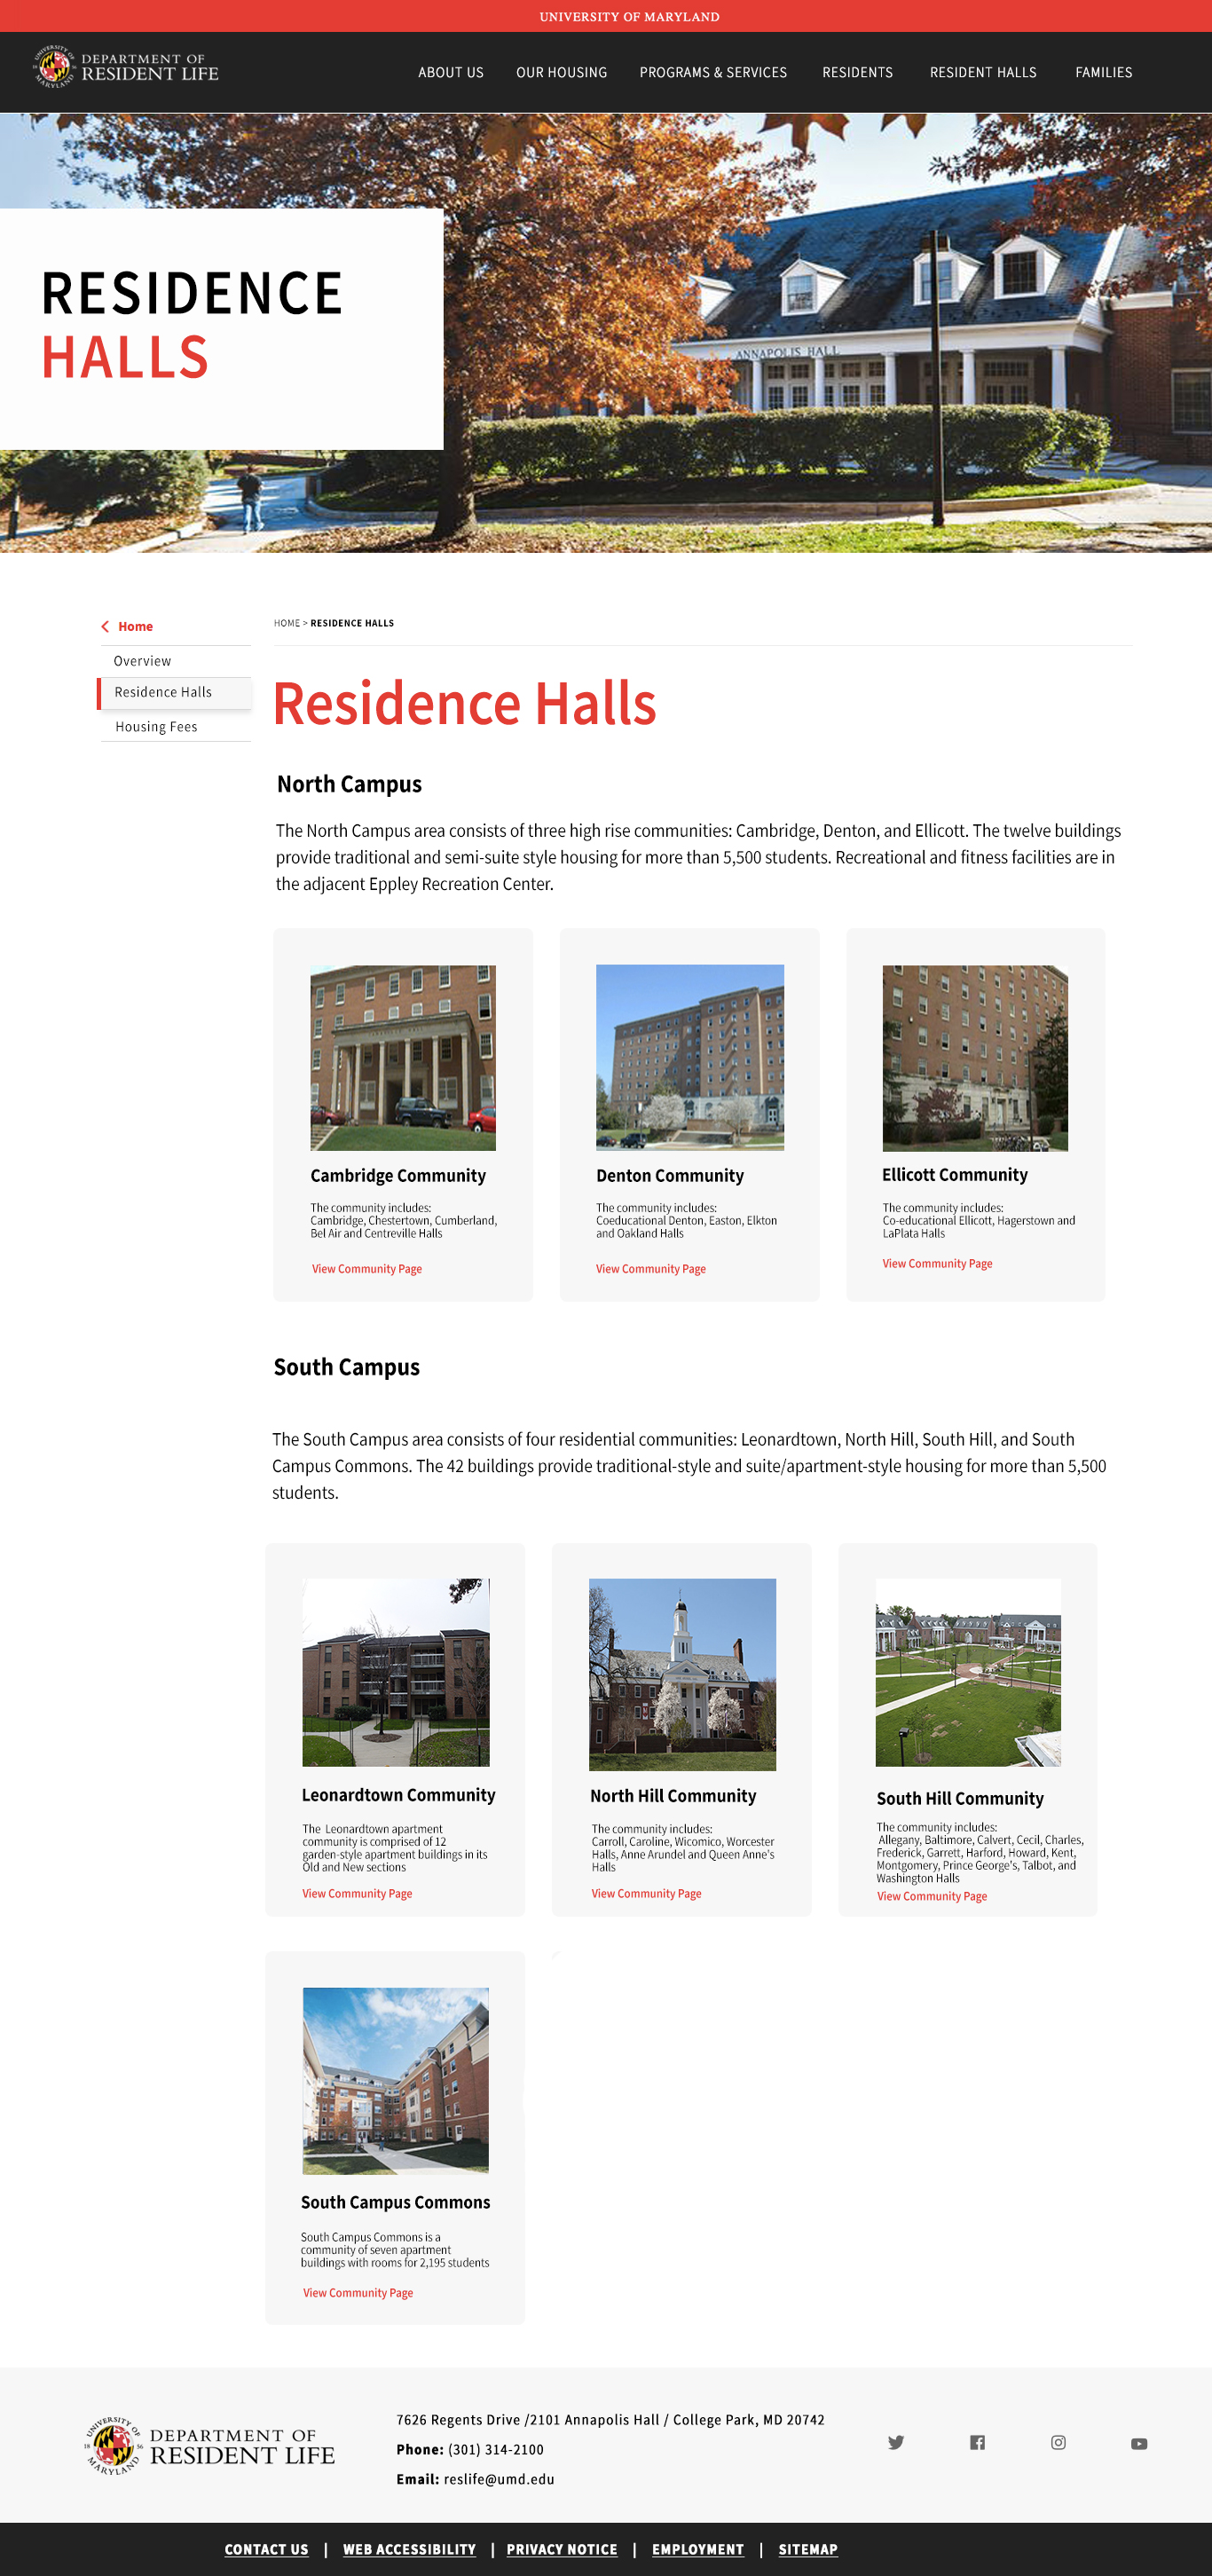 UNIVERSITY OF MARYLAND
UNIVERSITY OF
MARYLAND
DEPARTMENT OF
RESIDENT LIFE
ABOUT US
OUR HOUSING
PROGRAMS & SERVICES
RESIDENTS
RESIDENT HALLS
FAMILIES
RESIDENCE
HALLS
ANNAPOLIS HALL
Home
Overview
Residence Halls
Housing Fees
HOME > RESIDENCE HALLS
Residence Halls
North Campus
The North Campus area consists of three high rise communities: Cambridge, Denton, and Ellicott. The twelve buildings
provide traditional and semi-suite style housing for more than 5,500 students. Recreational and fitness facilities are in
the adjacent Eppley Recreation Center.
Cambridge Community
The community includes:
Cambridge, Chestertown, Cumberland,
Bel Air and Centreville Halls
View Community Page
Denton Community
The community includes:
Coeducational Denton, Easton, Elkton
and Oakland Halls
View Community Page
Ellicott Community
The community includes:
Co-educational Ellicott, Hagerstown and
LaPlata Halls
View Community Page
South Campus
The South Campus area consists of four residential communities: Leonardtown, North Hill, South Hill, and South
Campus Commons. The 42 buildings provide traditional-style and suite/apartment-style housing for more than 5,500
students.
Leonardtown Community
The Leonardtown apartment
community is comprised of 12
garden-style apartment buildings in its
Old and New sections
View Community Page
North Hill Community
The community includes:
Carroll, Caroline, Wicomico, Worcester
Halls, Anne Arundel and Queen Anne's
Halls
View Community Page
South Hill Community
The community includes:
Allegany, Baltimore, Calvert, Cecil, Charles,
Frederick, Garrett, Harford, Howard, Kent,
Montgomery, Prince George's, Talbot, and
Washington Halls
View Community Page
South Campus Commons
South Campus Commons is a
community of seven apartment
buildings with rooms for 2,195 students
View Community Page
UNIVERSITY OF
18 56
MARYLAND
DEPARTMENT OF
RESIDENT LIFE
7626 Regents Drive /2101 Annapolis Hall / College Park, MD 20742
Phone: (301) 314-2100
Email: reslife@umd.edu
CONTACT US | WEB ACCESSIBILITY | PRIVACY NOTICE | EMPLOYMENT | SITEMAP